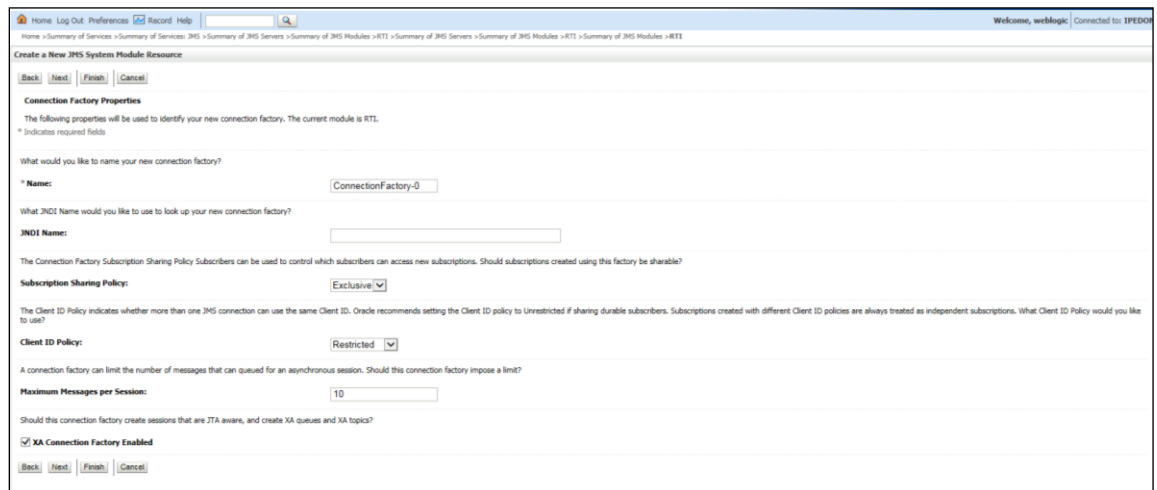 Home Log Out Preferences Record Help
Welcome, weblogic Connected to: IPEDON
Home >Summary of Services >Summary of Services: JMS >Summary of JMS Servers >Summary of JMS Modules >RTI >Summary of JMS Servers >Summary of JMS Modules >RTI >Summary of JMS Modules >RTI
Create a New JMS System Module Resource
Back Next Finish Cancel
Connection Factory Properties
The following properties will be used to identify your new connection factory. The current module is RTI.
* Indicates required fields
What would you like to name your new connection factory?
* Name: ConnectionFactory-0
What JNDI Name would you like to use to look up your new connection factory?
JNDI Name:
The Connection Factory Subscription Sharing Policy Subscribers can be used to control which subscribers can access new subscriptions. Should subscriptions created using this factory be sharable?
Subscription Sharing Policy: Exclusive
The Client ID Policy indicates whether more than one JMS connection can use the same Client ID. Oracle recommends setting the Client ID policy to Unrestricted if sharing durable subscribers. Subscriptions created with different Client ID policies are always treated as independent subscriptions. What Client ID Policy would you like
to use?
Client ID Policy: Restricted
A connection factory can limit the number of messages that can queued for an asynchronous session. Should this connection factory impose a limit?
Maximum Messages per Session: 10
Should this connection factory create sessions that are JTA aware, and create XA queues and XA topics?
XA Connection Factory Enabled
Back Next Finish Cancel